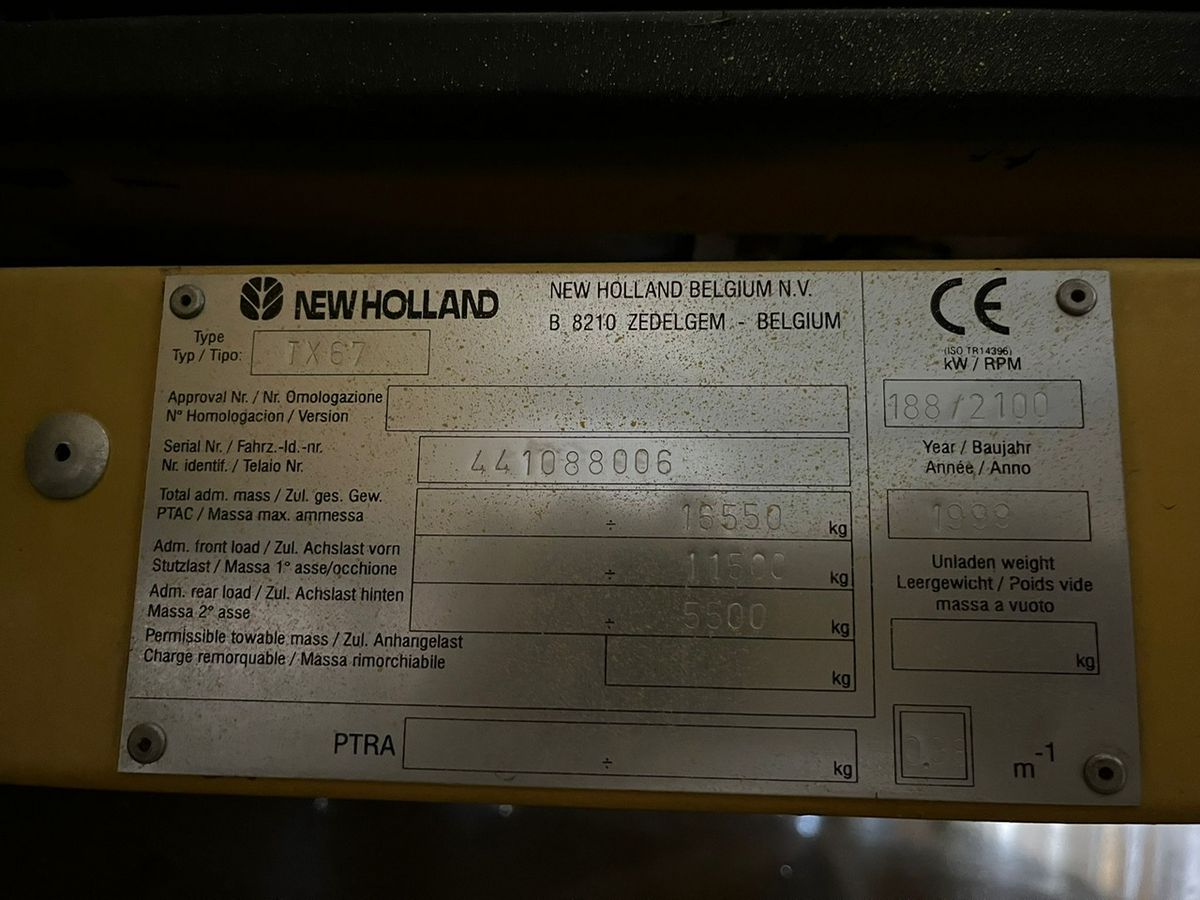 NEW HOLLAND
NEW HOLLAND BELGIUM N.V.
B 8210 ZEDELGEM - BELGIUM
CE
Type
Typ / Tipo:
TX67
(ISO TR14396)
kW / RPM
188/2100
Approval Nr. / Nr. Omologazione
N° Homologacion / Version
Serial Nr. / Fahrz.-Id.-nr.
Nr. identif. / Telaio Nr.
441088006
Year / Baujahr
Année / Anno
1999
Total adm. mass / Zul. ges. Gew.
PTAC / Massa max. ammessa
÷ 16550 kg
Adm. front load / Zul. Achslast vorn
Stutzlast / Massa 1° asse/occhione
÷ 11500 kg
Adm. rear load / Zul. Achslast hinten
Massa 2° asse
÷ 5500 kg
Permissible towable mass / Zul. Anhangelast
Charge remorquable / Massa rimorchiabile
kg
Unladen weight
Leergewicht / Poids vide
massa a vuoto
kg
PTRA
÷ kg
m-1